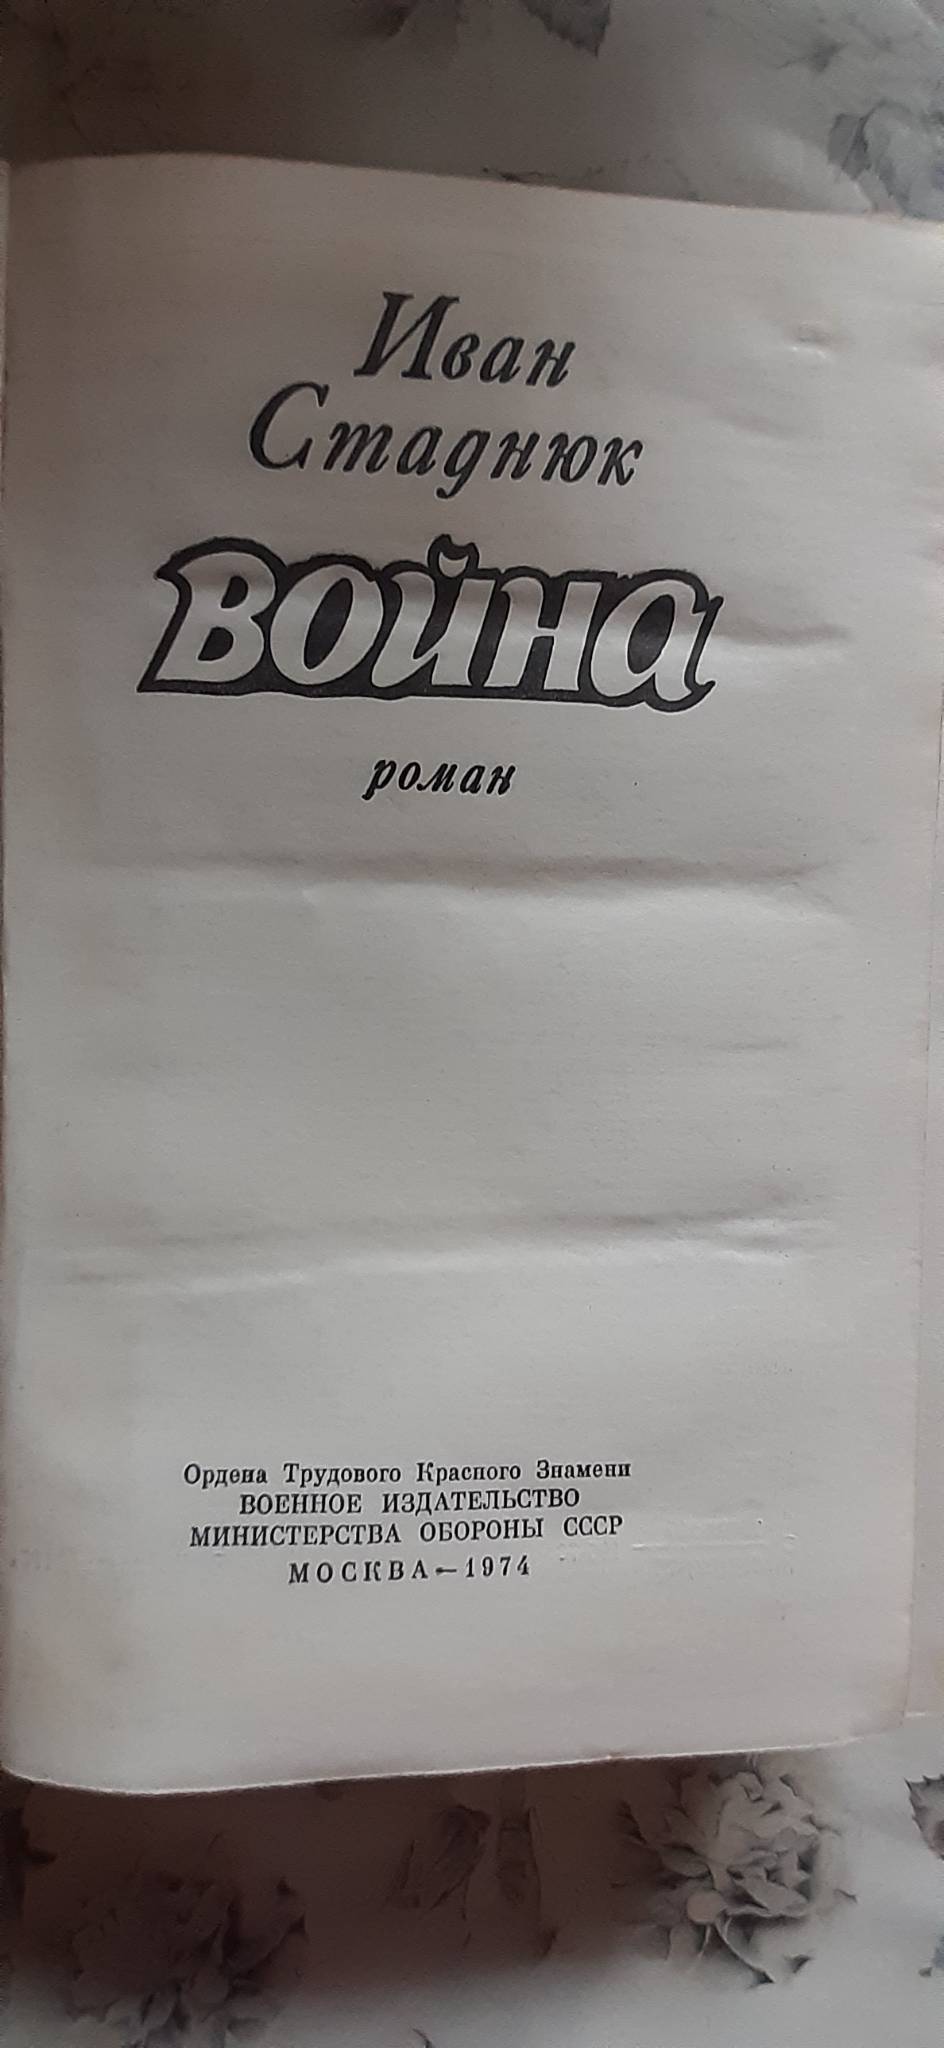 Иван
Стаднюк
война
роман
Ордена Трудового Красного Знамени
ВОЕННОЕ ИЗДАТЕЛЬСТВО
МИНИСТЕРСТВА ОБОРОНЫ СССР
МОСКВА — 1974